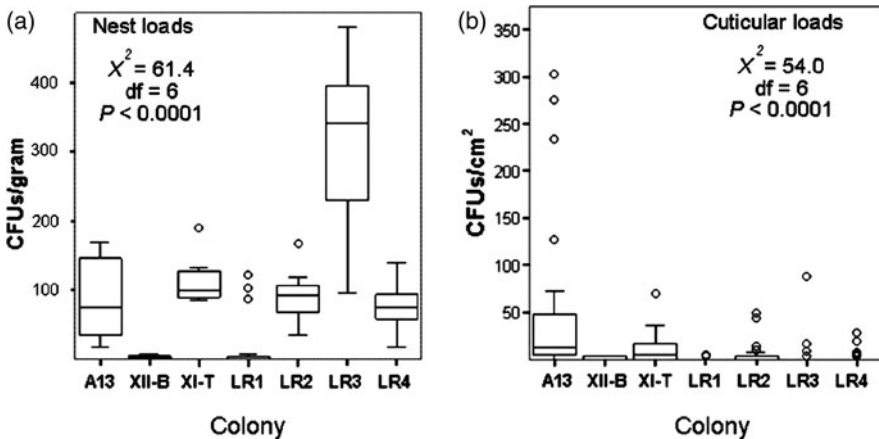 (a)
Nest loads
X² = 61.4
df = 6
P < 0.0001
CFUs/gram
400
300
200
100
A13 XII-B XI-T LR1 LR2 LR3 LR4
Colony
(b)
Cuticular loads
X² = 54.0
df = 6
P < 0.0001
CFUs/cm²
350
300
250
200
150
100
50
A13 XII-B XI-T LR1 LR2 LR3 LR4
Colony